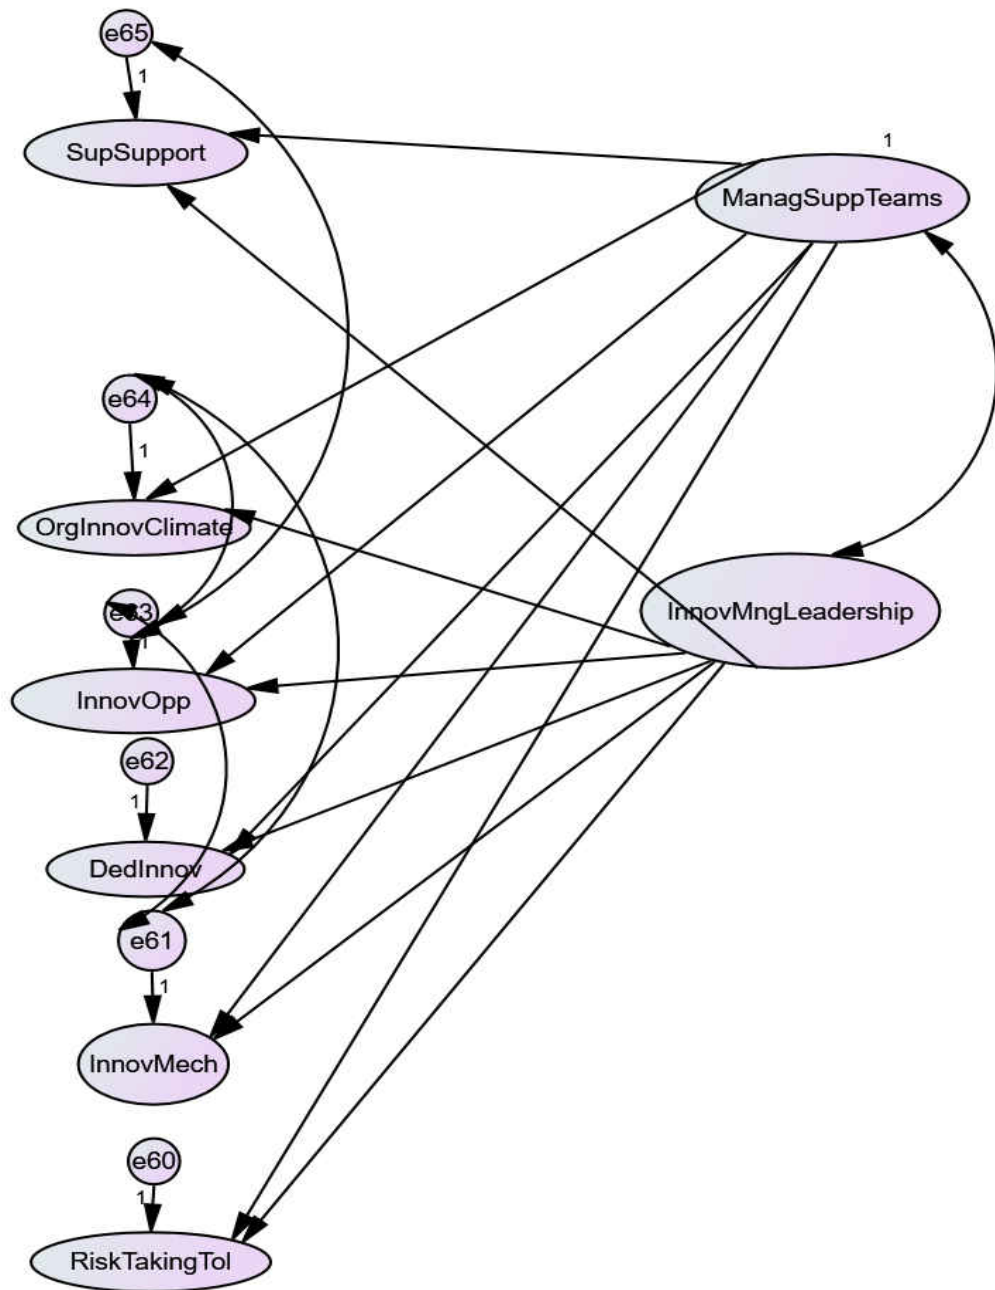 e65
1
SupSupport
1
ManagSuppTeams
e64
1
OrgInnovClimate
e63
1
InnovMngLeadership
InnovOpp
e62
1
DedInnov
e61
1
InnovMech
e60
1
RiskTakingTol